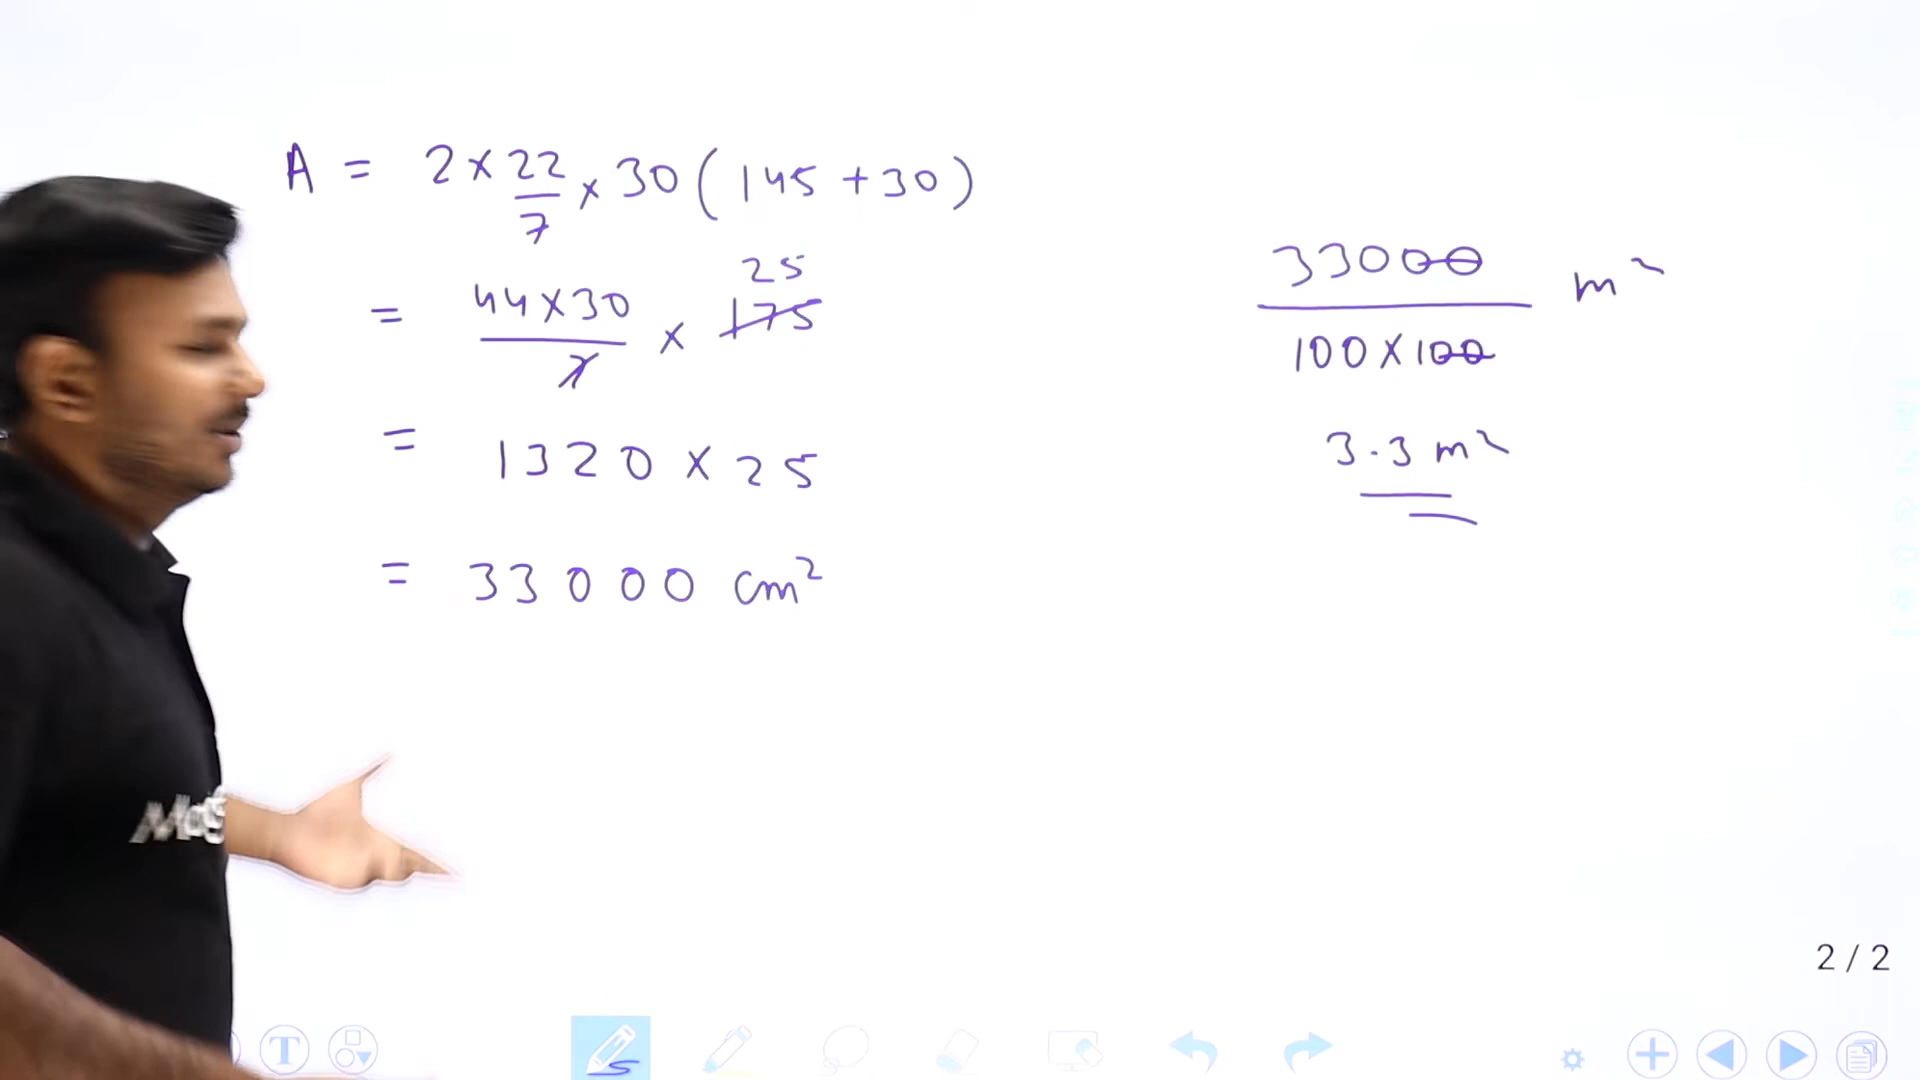 A = 2 × 22/7 × 30 (145 + 30)
= 44 × 30 / 7 × 175 25
= 1320 × 25
= 33000 cm²
33000 / 100 × 100 m²
3.3 m²
2 / 2
T